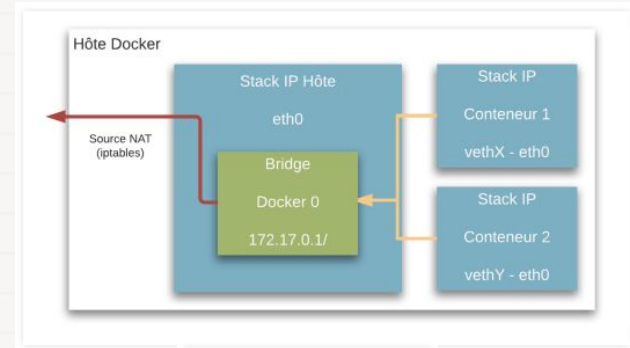 Hôte Docker
Stack IP Hôte
eth0
Source NAT
(iptables)
Bridge
Docker 0
172.17.0.1/
Stack IP
Conteneur 1
vethX - eth0
Stack IP
Conteneur 2
vethY - eth0